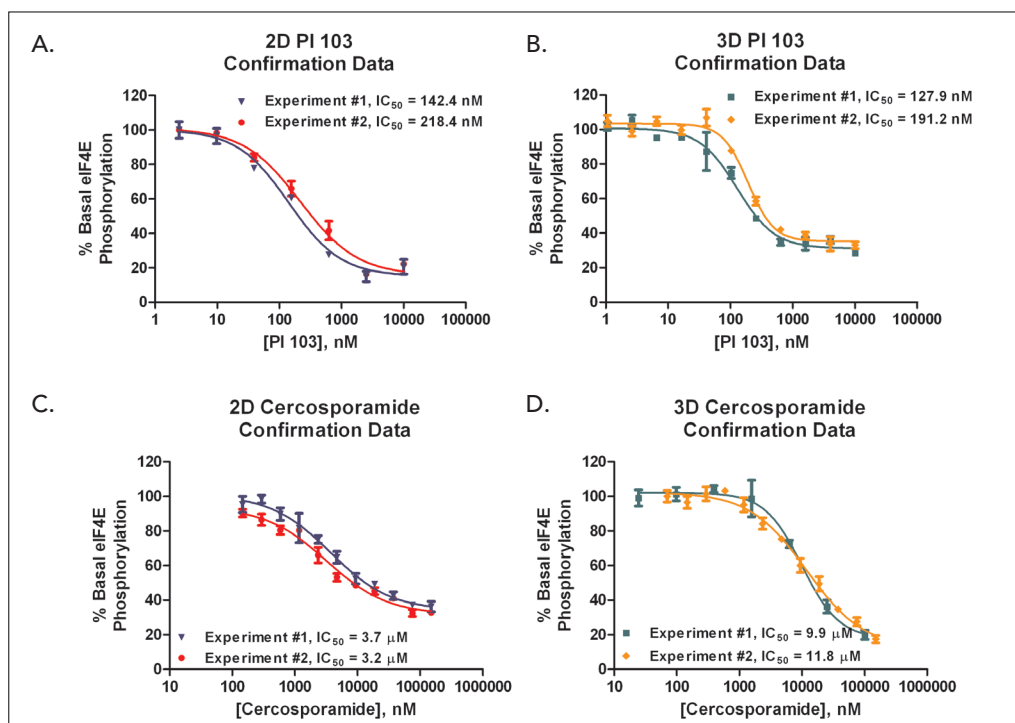 A.
2D PI 103
Confirmation Data
Experiment #1, IC50 = 142.4 nM
Experiment #2, IC50 = 218.4 nM
% Basal eIF4E
Phosphorylation
120
100
80
60
40
20
0
1 10 100 1000 10000 100000
[PI 103], nM
B.
3D PI 103
Confirmation Data
Experiment #1, IC50 = 127.9 nM
Experiment #2, IC50 = 191.2 nM
% Basal eIF4E
Phosphorylation
120
100
80
60
40
20
0
1 10 100 1000 10000 100000
[PI 103], nM
C.
2D Cercosporamide
Confirmation Data
% Basal eIF4E
Phosphorylation
120
100
80
60
40
20
0
Experiment #1, IC50 = 3.7 μM
Experiment #2, IC50 = 3.2 μM
10 100 1000 10000 100000 1000000
[Cercosporamide], nM
D.
3D Cercosporamide
Confirmation Data
% Basal eIF4E
Phosphorylation
120
100
80
60
40
20
0
Experiment #1, IC50 = 9.9 μM
Experiment #2, IC50 = 11.8 μM
10 100 1000 10000 100000 1000000
[Cercosporamide], nM